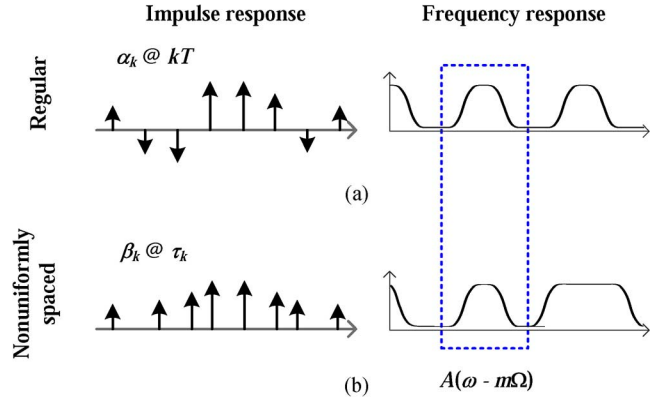 Impulse response Frequency response
Regular
αₖ @ kT
(a)
Nonuniformly
spaced
βₖ @ τₖ
(b)
A(ω - mΩ)